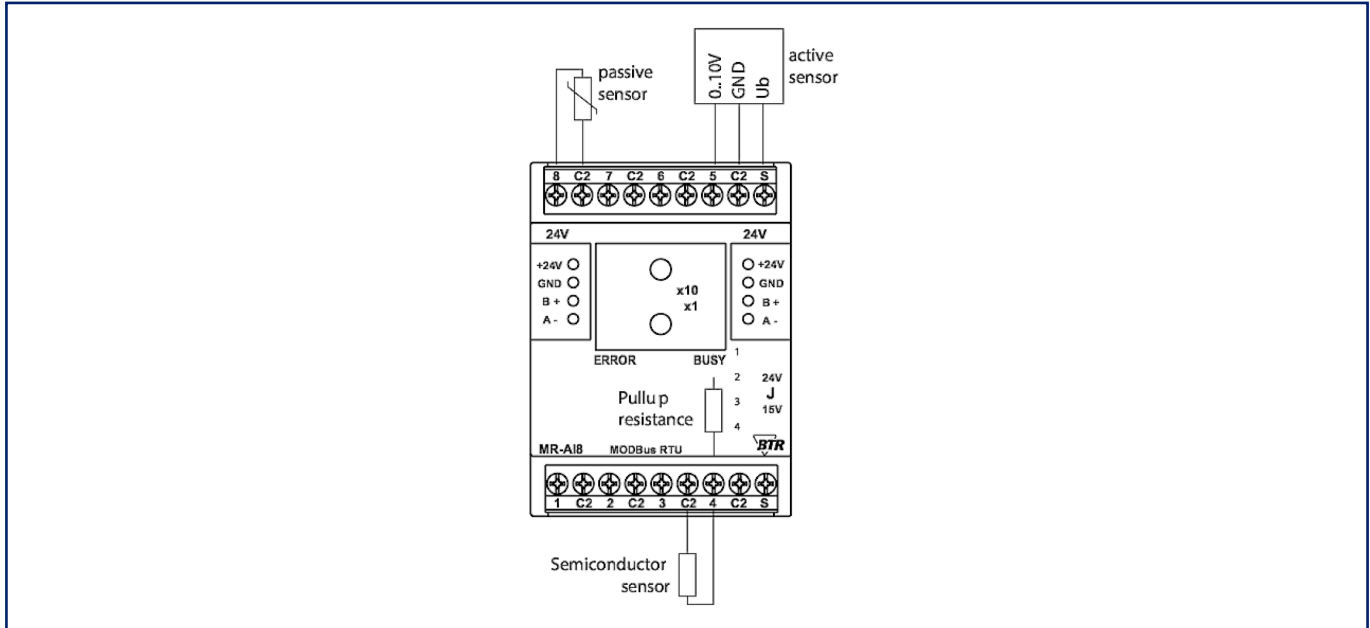 passive
sensor
0..10V
GND
Ub
active
sensor
8 C2 7 C2 6 C2 5 C2 S
24V 24V
+24V +24V
GND GND
B + B +
A - A -
x10
x1
ERROR BUSY
1
2
3
4
24V
J
15V
Pullup
resistance
MR-AI8 MODBus RTU BTR
1 C2 2 C2 3 C2 4 C2 S
Semiconductor
sensor